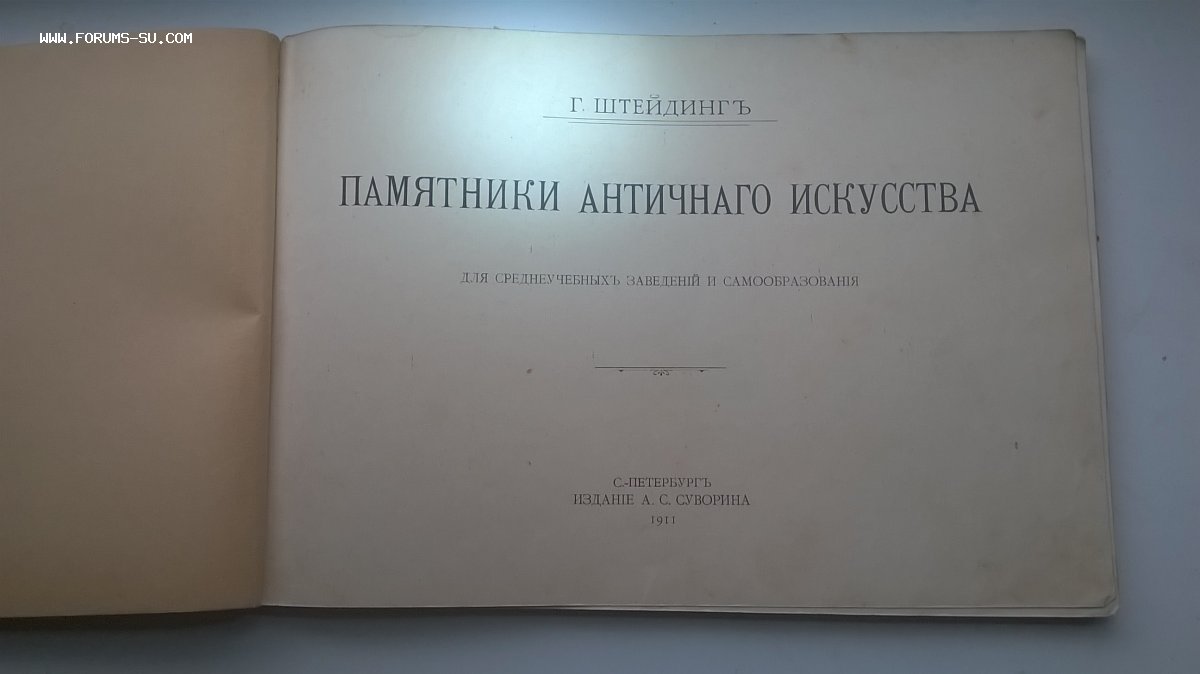 WWW.FORUMS-SU.COM
Г. ШТЕЙДИНГЪ
ПАМЯТНИКИ АНТИЧНАГО ИСКУССТВА
ДЛЯ СРЕДНЕУЧЕБНЫХЪ ЗАВЕДЕНІЙ И САМООБРАЗОВАНІЯ
С.-ПЕТЕРБУРГЪ
ИЗДАНІЕ А. С. СУВОРИНА
1911